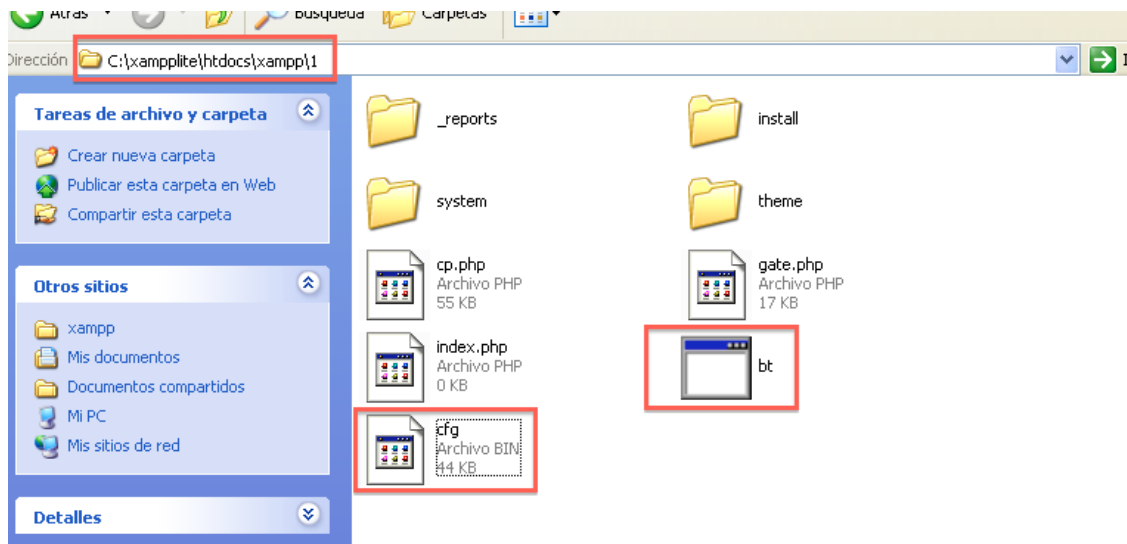 Atrás Búsqueda Carpetas
Dirección C:\xampplite\htdocs\xampp\1
Tareas de archivo y carpeta
Crear nueva carpeta
Publicar esta carpeta en Web
Compartir esta carpeta
Otros sitios
xampp
Mis documentos
Documentos compartidos
Mi PC
Mis sitios de red
Detalles
_reports
install
system
theme
cp.php
Archivo PHP
55 KB
gate.php
Archivo PHP
17 KB
index.php
Archivo PHP
0 KB
bt
cfg
Archivo BIN
44 KB